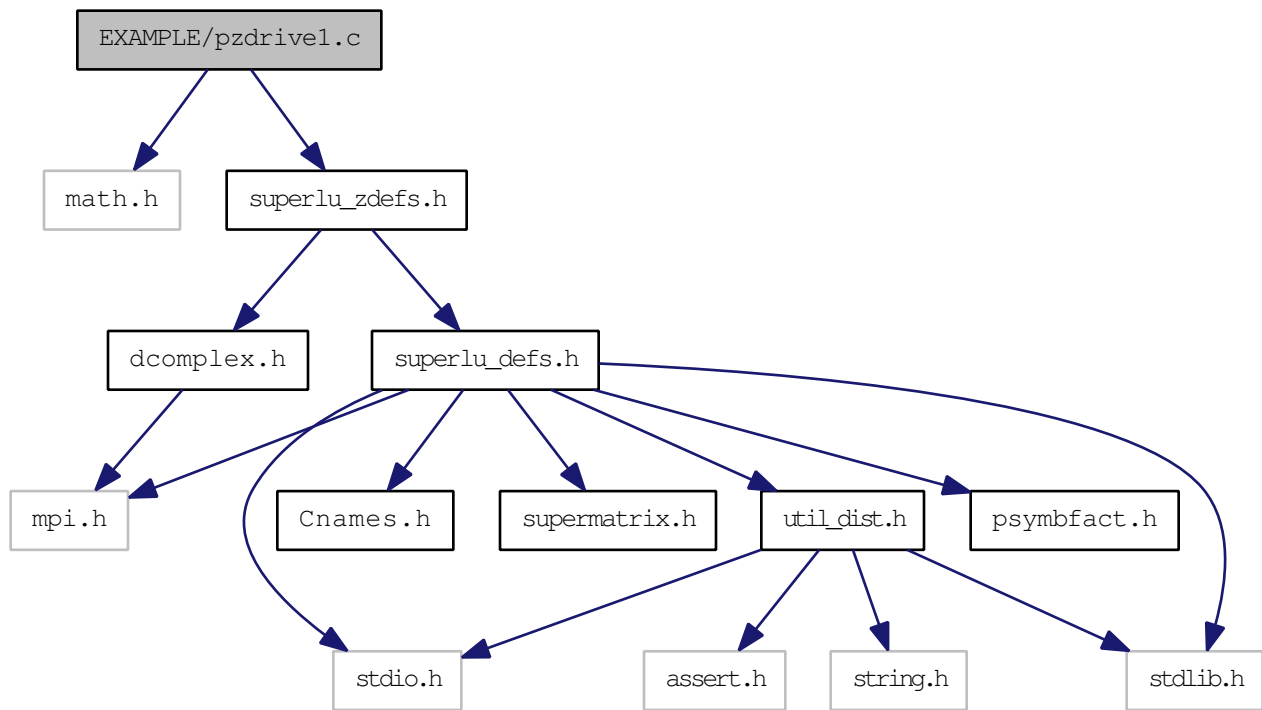 EXAMPLE/pzdrive1.c
math.h
superlu_zdefs.h
dcomplex.h
superlu_defs.h
mpi.h
Cnames.h
supermatrix.h
util_dist.h
psymbfact.h
stdio.h
assert.h
string.h
stdlib.h